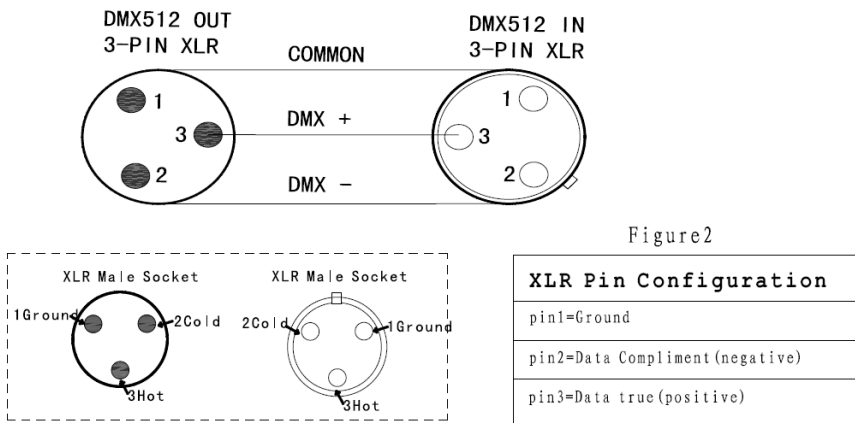 DMX512 OUT
3-PIN XLR
COMMON
DMX512 IN
3-PIN XLR
1
1
3
DMX +
3
2
DMX -
2
Figure2
XLR Male Socket
XLR Male Socket
1Ground
2Cold
2Cold
1Ground
3Hot
3Hot
XLR Pin Configuration
pin1=Ground
pin2=Data Compliment(negative)
pin3=Data true(positive)